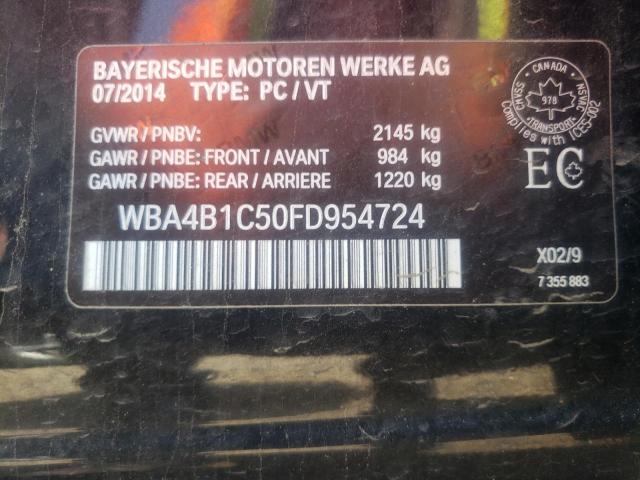 BAYERISCHE MOTOREN WERKE AG
07/2014 TYPE: PC / VT
GVWR / PNBV: 2145 kg
GAWR / PNBE: FRONT / AVANT 984 kg
GAWR / PNBE: REAR / ARRIERE 1220 kg
WBA4B1C50FD954724
CANADA
CMVSS
NSVAC
978
TRANSPORT
Complies with ICES-002
EC
X02/9
7 355 883